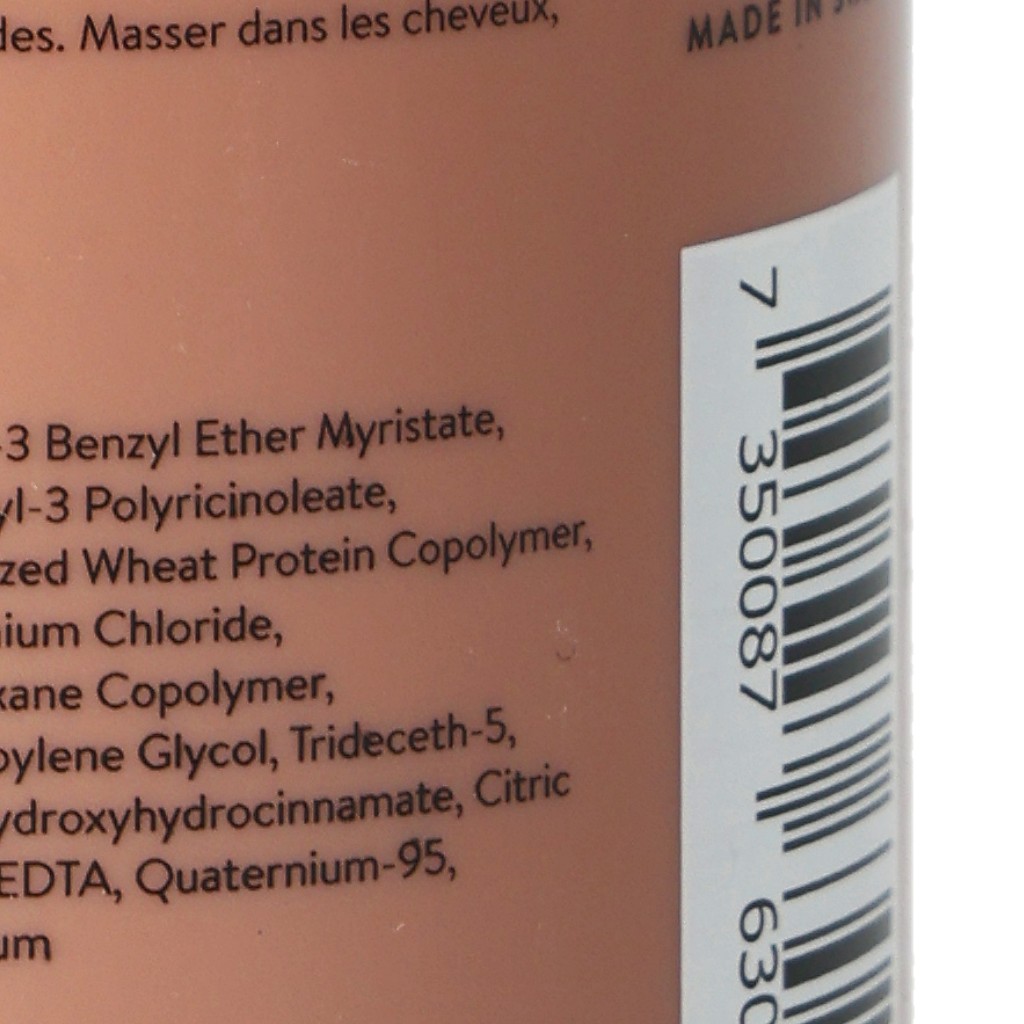 des. Masser dans les cheveux,
MADE IN
-3 Benzyl Ether Myristate,
yl-3 Polyricinoleate,
zed Wheat Protein Copolymer,
ium Chloride,
xane Copolymer,
pylene Glycol, Trideceth-5,
ydroxyhydrocinnamate, Citric
EDTA, Quaternium-95,
um
7 350087 630